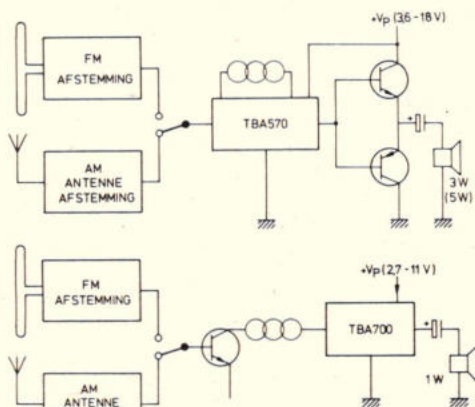 +Vp (3,6-18 V)
FM
AFSTEMMING
TBA570
AM
ANTENNE
AFSTEMMING
3W
(5W)
+Vp (2,7-11 V)
FM
AFSTEMMING
TBA700
1W
AM
ANTENNE